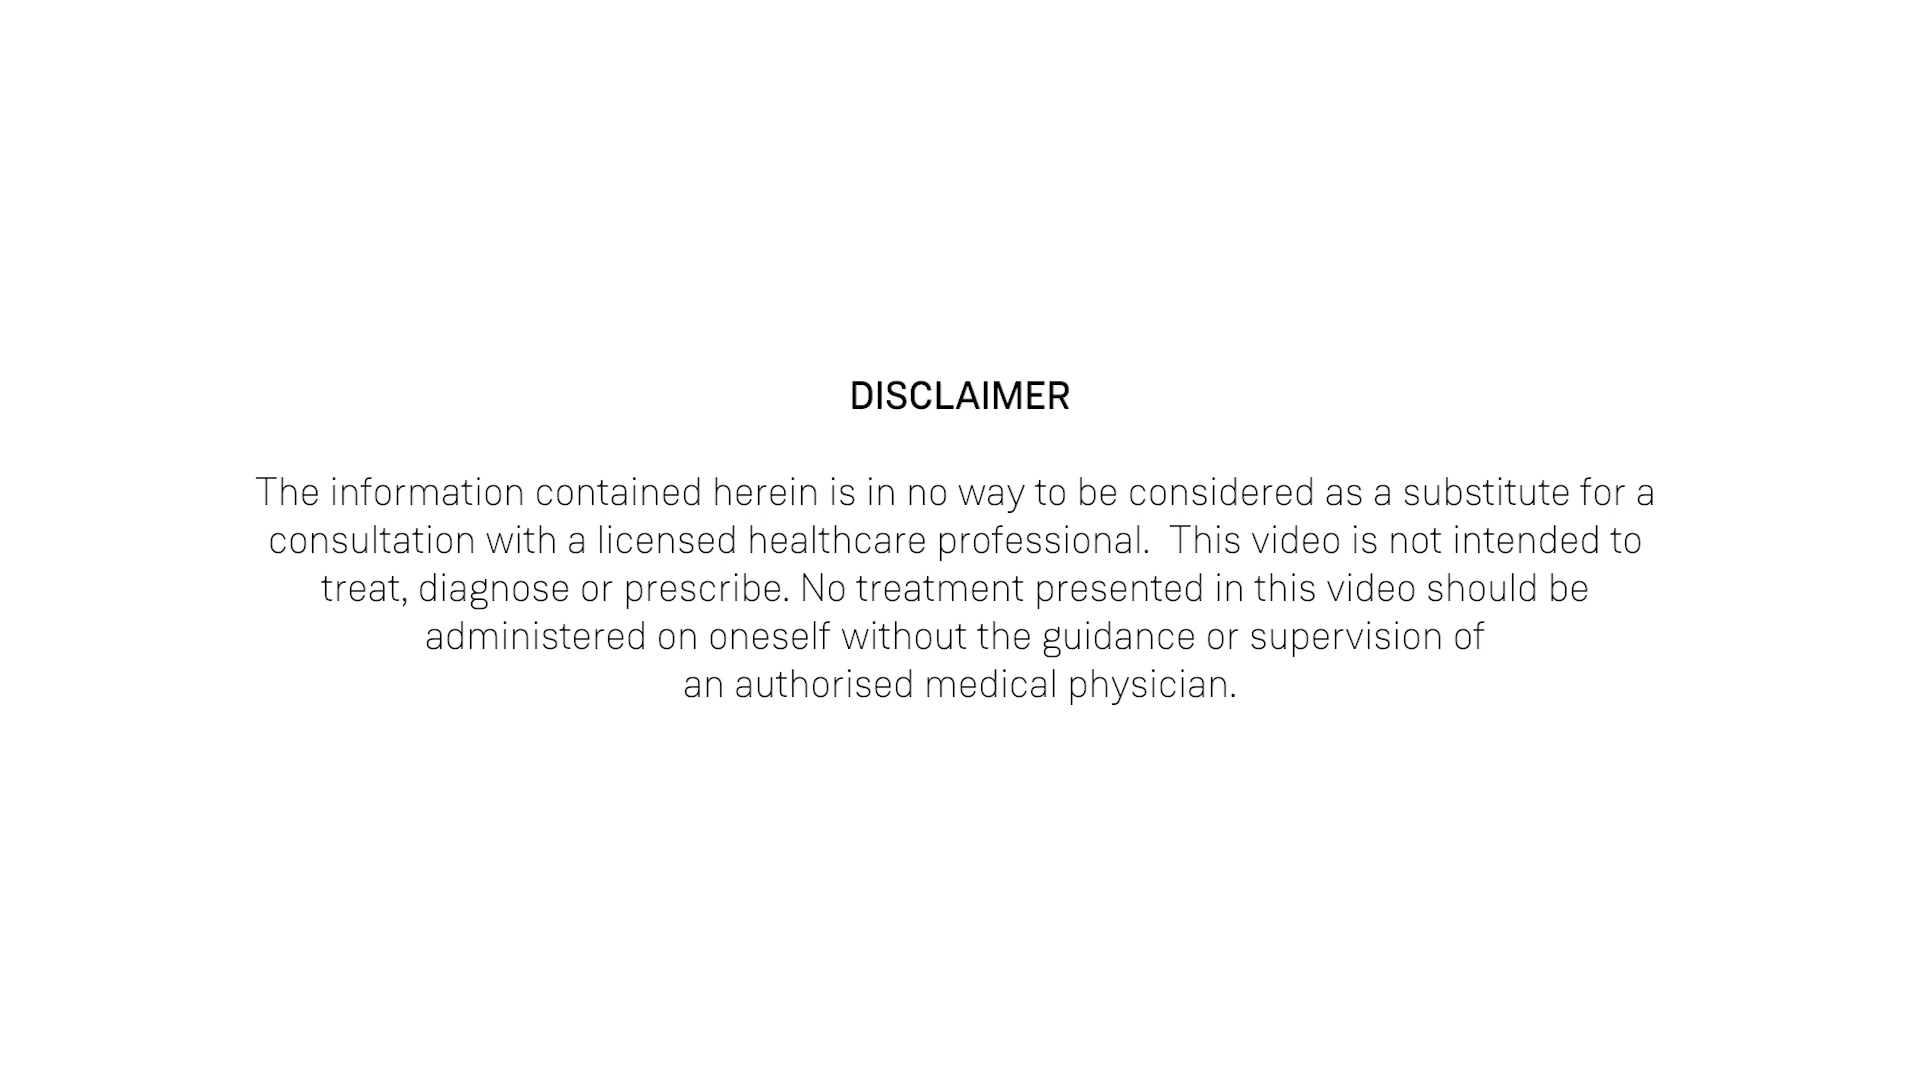 DISCLAIMER
The information contained herein is in no way to be considered as a substitute for a
consultation with a licensed healthcare professional.  This video is not intended to
treat, diagnose or prescribe. No treatment presented in this video should be
administered on oneself without the guidance or supervision of
an authorised medical physician.